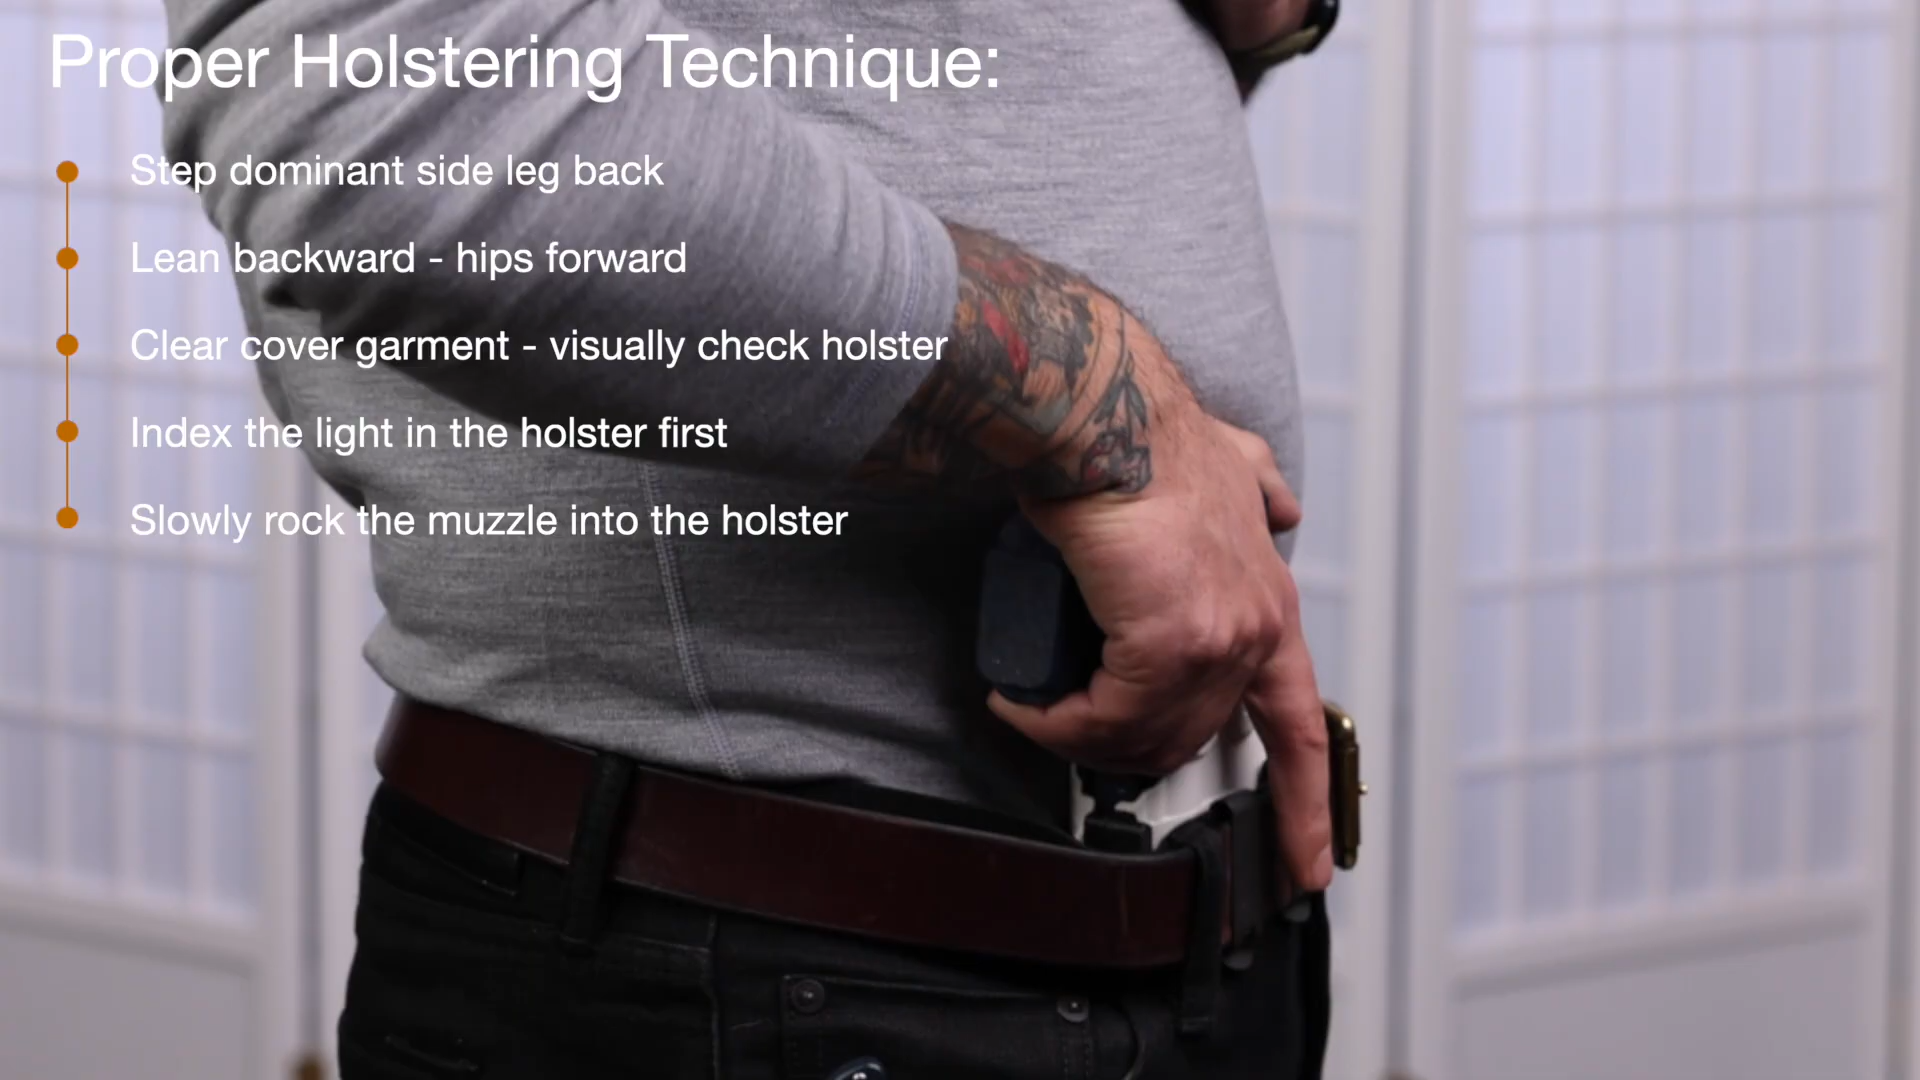 Proper Holstering Technique:
Step dominant side leg back
Lean backward - hips forward
Clear cover garment - visually check holster
Index the light in the holster first
Slowly rock the muzzle into the holster